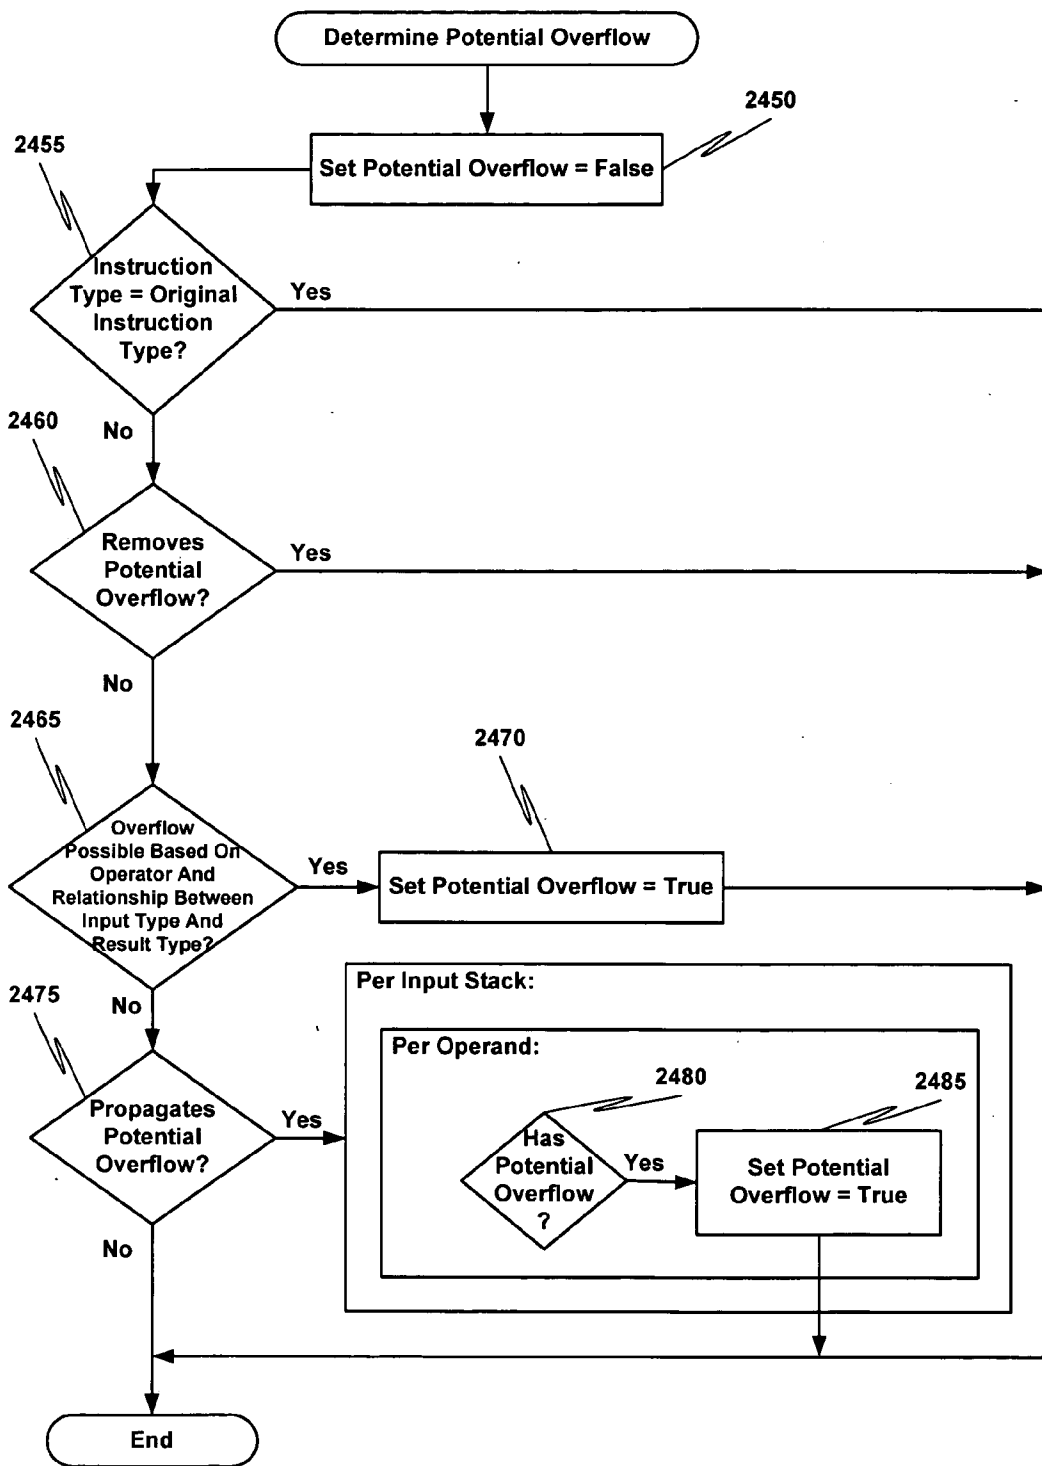 Determine Potential Overflow
2450
Set Potential Overflow = False
2455
Instruction
Type = Original
Instruction
Type?
Yes
No
2460
Removes
Potential
Overflow?
Yes
No
2465
Overflow
Possible Based On
Operator And
Relationship Between
Input Type And
Result Type?
Yes
2470
Set Potential Overflow = True
No
2475
Propagates
Potential
Overflow?
Yes
No
Per Input Stack:
Per Operand:
2480
Has
Potential
Overflow
?
Yes
2485
Set Potential
Overflow = True
End